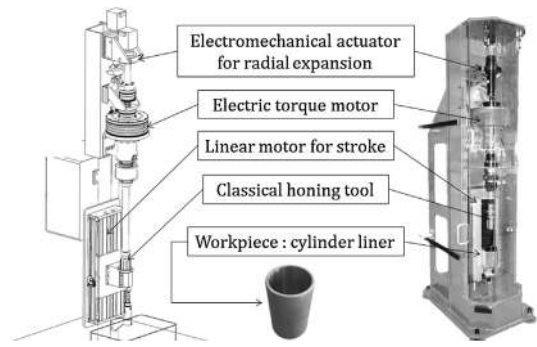 Electromechanical actuator
for radial expansion
Electric torque motor
Linear motor for stroke
Classical honing tool
Workpiece : cylinder liner